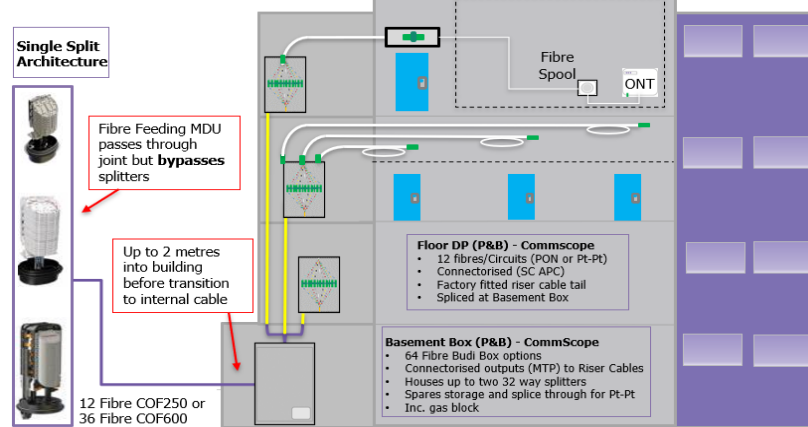 Single Split
Architecture
Fibre Feeding MDU
passes through
joint but bypasses
splitters
Up to 2 metres
into building
before transition
to internal cable
12 Fibre COF250 or
36 Fibre COF600
Fibre
Spool
ONT
Floor DP (P&B) - Commscope
• 12 fibres/Circuits (PON or Pt-Pt)
• Connectorised (SC APC)
• Factory fitted riser cable tail
• Spliced at Basement Box
Basement Box (P&B) - CommScope
• 64 Fibre Budi Box options
• Connectorised outputs (MTP) to Riser Cables
• Houses up to two 32 way splitters
• Spares storage and splice through for Pt-Pt
• Inc. gas block